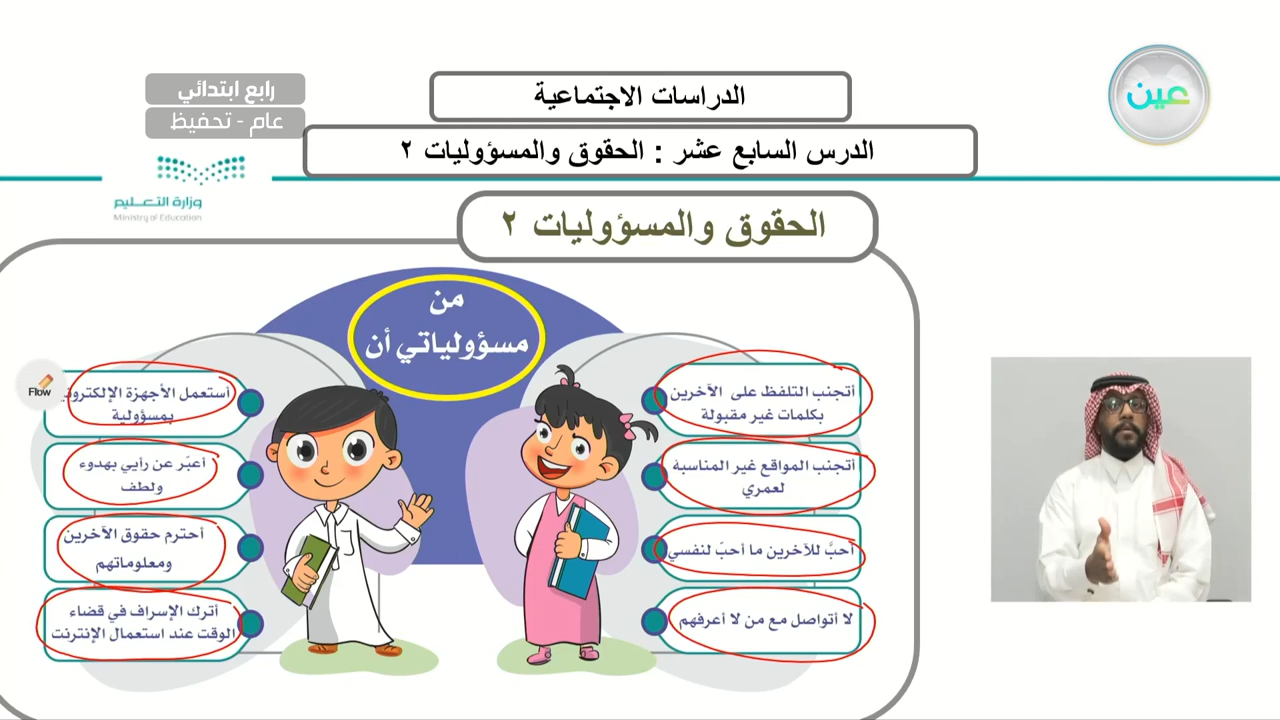 عين
الدراسات الاجتماعية
رابع ابتدائي
عام - تحفيظ
الدرس السابع عشر : الحقوق والمسؤوليات ٢
وزارة التعليم
Ministry of Education
الحقوق والمسؤوليات ٢
من
مسؤولياتي أن
أتجنب التلفظ على الآخرين
بكلمات غير مقبولة
أتجنب المواقع غير المناسبة
لعمري
أحبَّ للآخرين ما أحبّ لنفسي
لا أتواصل مع من لا أعرفهم
أستعمل الأجهزة الإلكتروني
بمسؤولية
أعبّر عن رأيي بهدوء
ولطف
أحترم حقوق الآخرين
ومعلوماتهم
أترك الإسراف في قضاء
الوقت عند استعمال الإنترنت
Flow